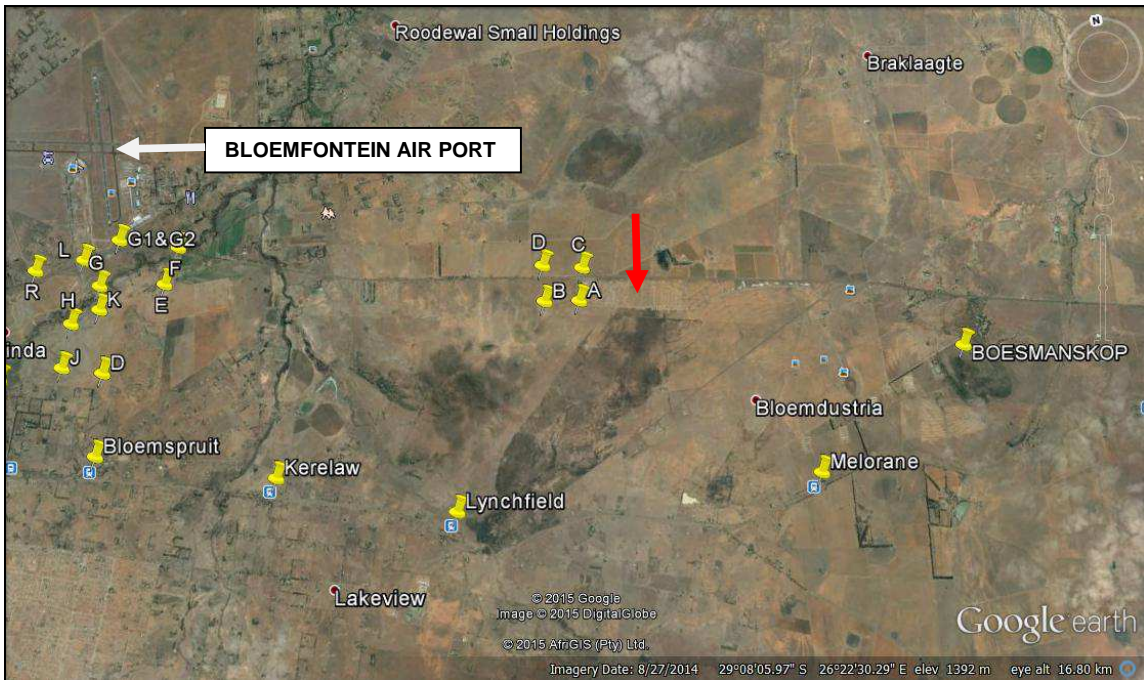 Roodewal Small Holdings
Braklaagte
N
BLOEMFONTEIN AIR PORT
G1&G2
L
F
G
R
E
H
K
D
C
B
A
inda
J
D
BOESMANSKOP
Bloemdustria
Bloemspruit
Kerelaw
Melorane
Lynchfield
Lakeview
© 2015 Google
Image © 2015 DigitalGlobe
© 2015 AfriGIS (Pty) Ltd.
Google earth
Imagery Date: 8/27/2014 29°08'05.97" S 26°22'30.29" E elev 1392 m eye alt 16.80 km